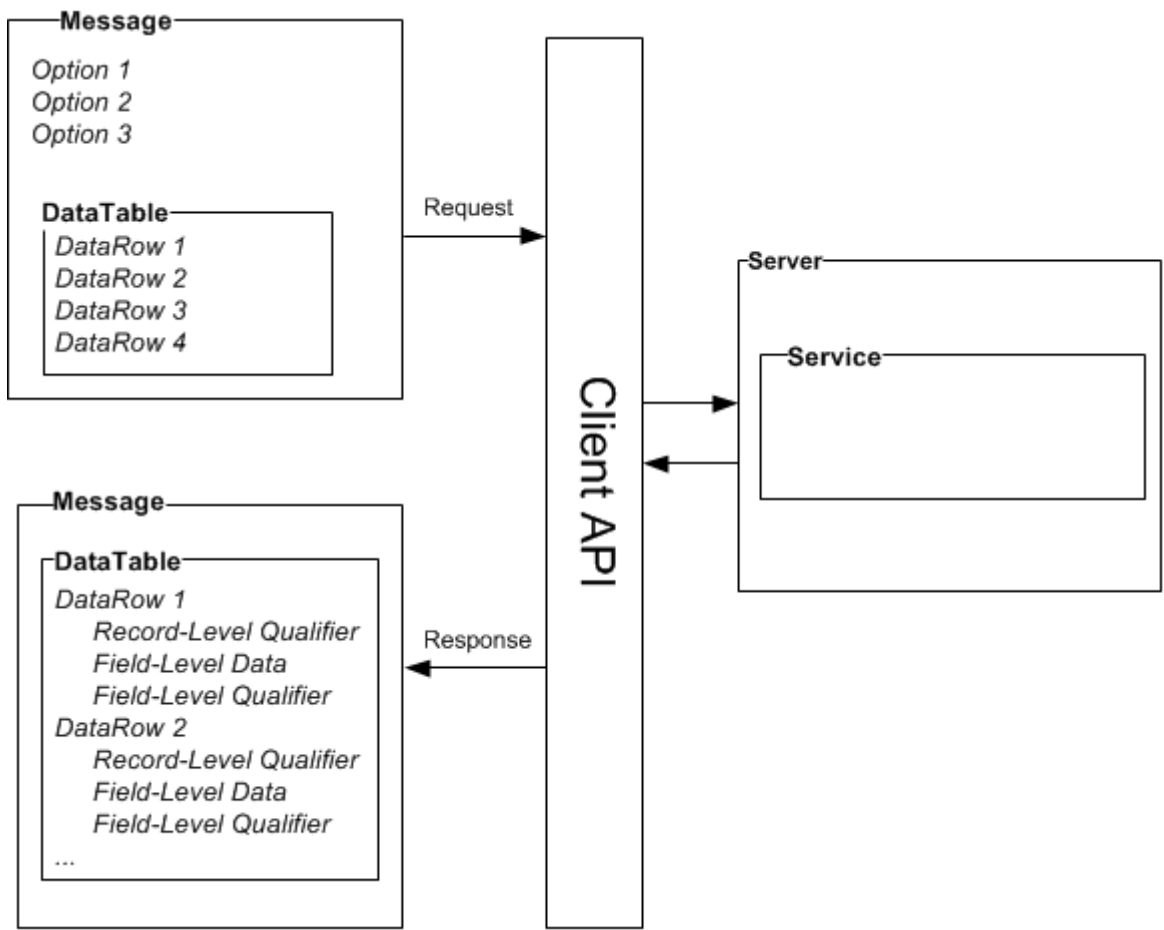 Message
Option 1
Option 2
Option 3
DataTable
DataRow 1
DataRow 2
DataRow 3
DataRow 4
Request
Client API
Server
Service
Message
DataTable
DataRow 1
Record-Level Qualifier
Field-Level Data
Field-Level Qualifier
DataRow 2
Record-Level Qualifier
Field-Level Data
Field-Level Qualifier
...
Response